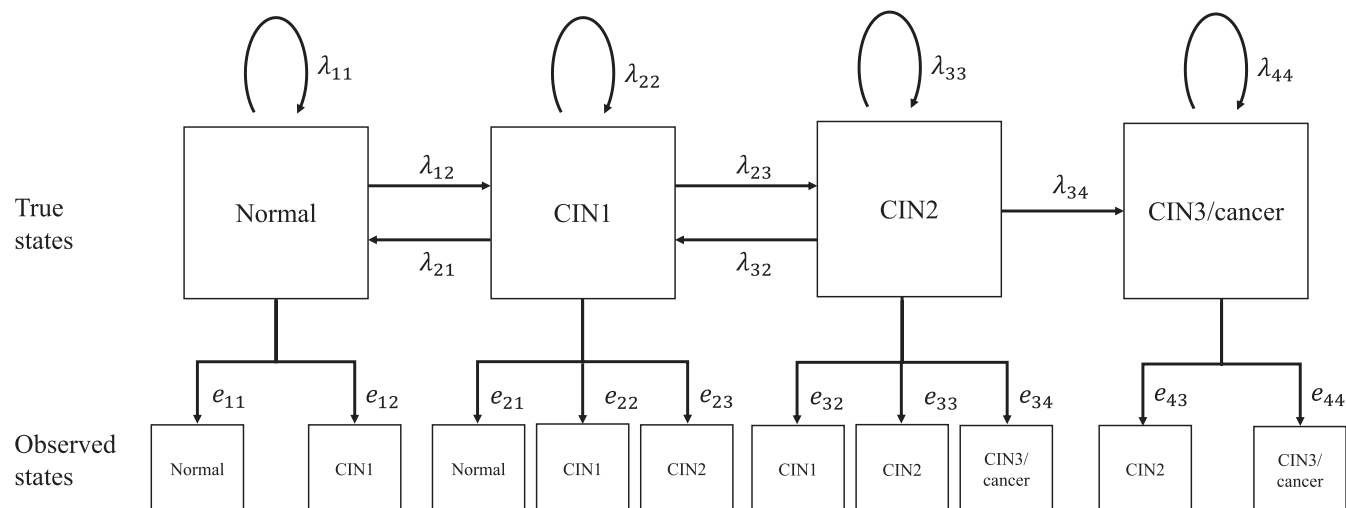 λ11
λ22
λ33
λ44
True
states
Normal
λ12
λ21
CIN1
λ23
λ32
CIN2
λ34
CIN3/cancer
e11
e12
e21
e22
e23
e32
e33
e34
e43
e44
Observed
states
Normal
CIN1
Normal
CIN1
CIN2
CIN1
CIN2
CIN3/
cancer
CIN2
CIN3/
cancer